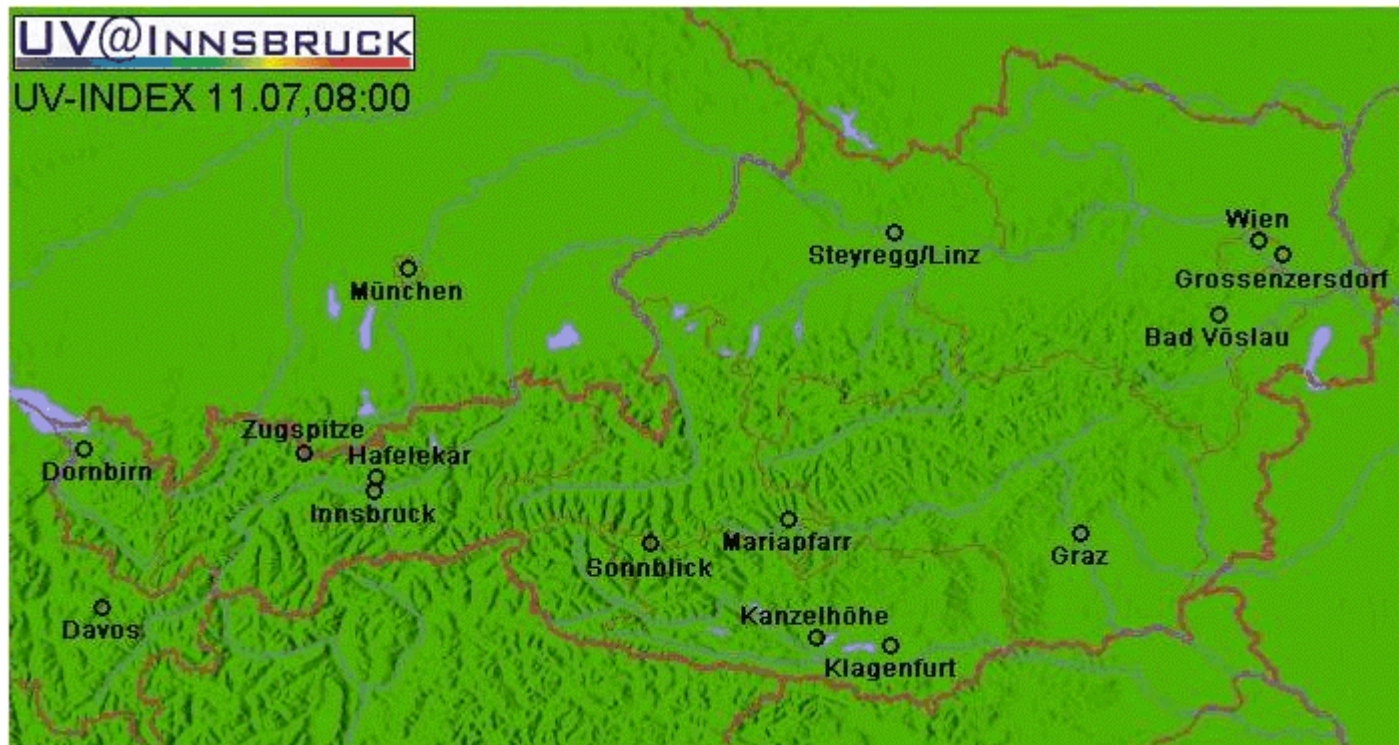 UV@INNSBRUCK
UV-INDEX 11.07,08:00
Wien
Steyregg/Linz
Grossenzersdorf
München
Bad Vöslau
Zugspitze
Hafelekar
Dornbirn
Innsbruck
Mariapfarr
Graz
Sonnblick
Kanzelhöhe
Davos
Klagenfurt